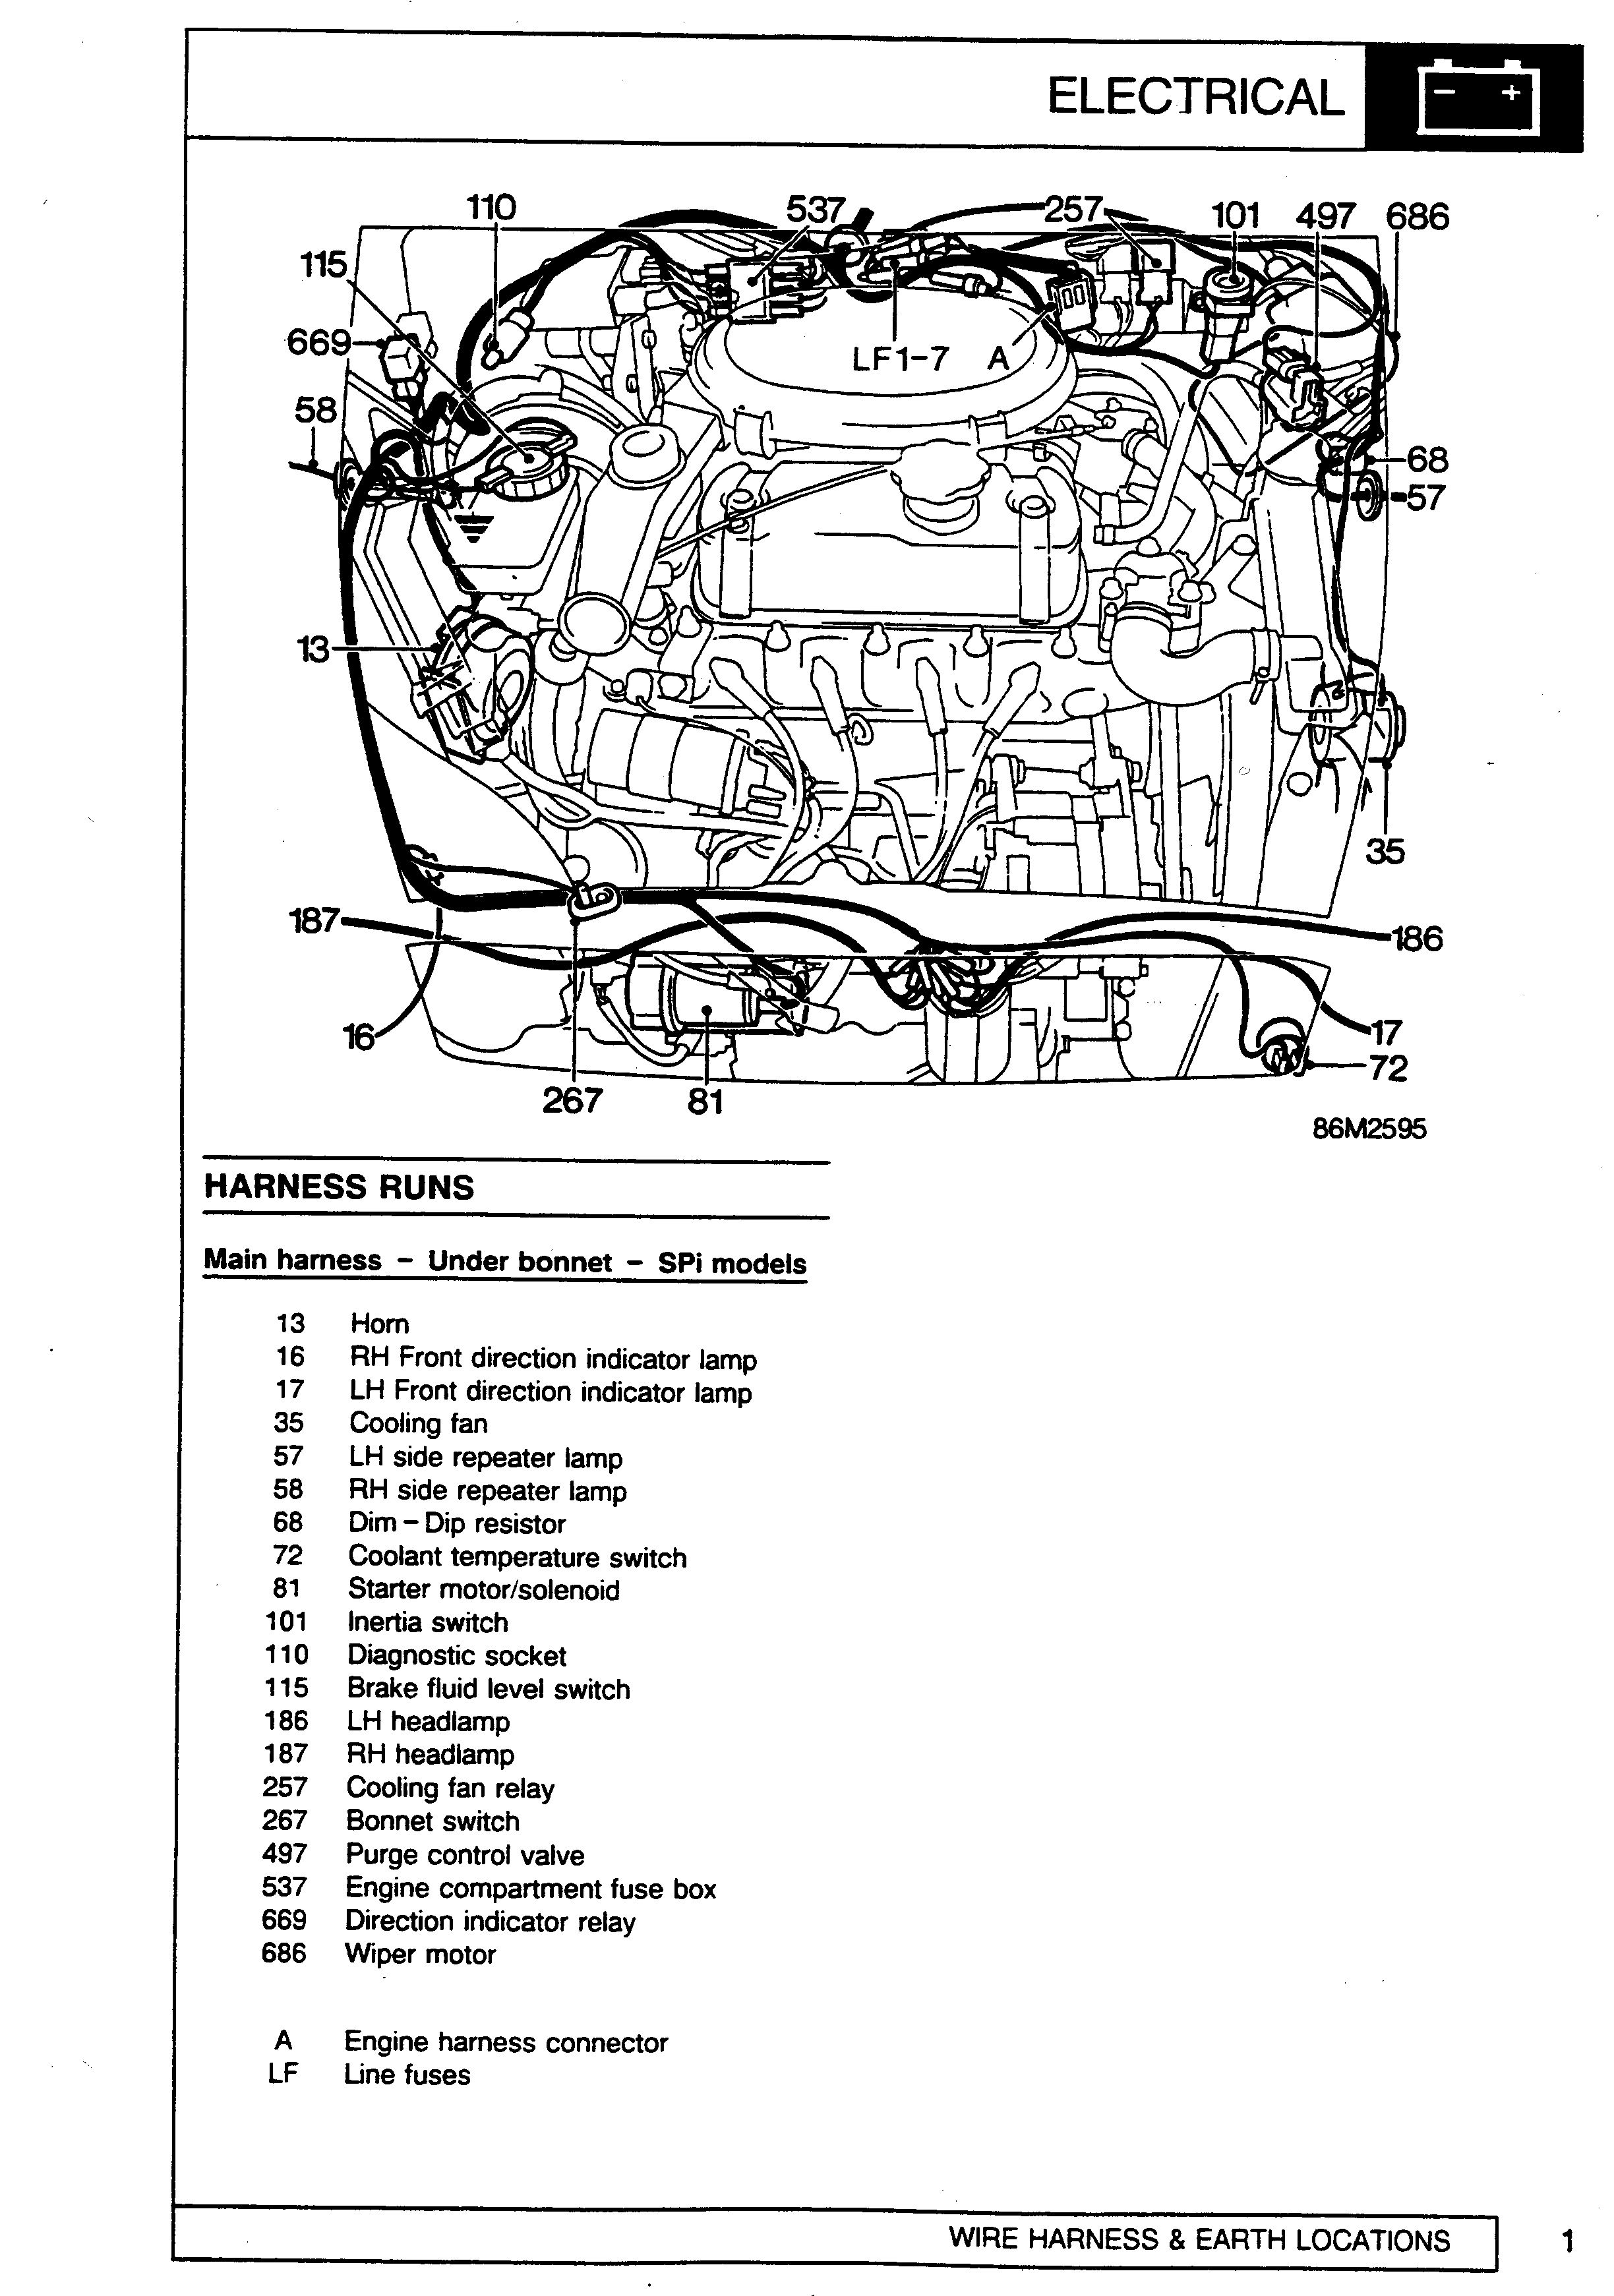 ELECTRICAL
- +
110
537
257
101
497
686
115
669
LF1-7
A
58
68
57
13
35
187
186
16
17
72
267
81
86M2595
HARNESS RUNS
Main harness - Under bonnet - SPi models
13 Horn
16 RH Front direction indicator lamp
17 LH Front direction indicator lamp
35 Cooling fan
57 LH side repeater lamp
58 RH side repeater lamp
68 Dim-Dip resistor
72 Coolant temperature switch
81 Starter motor/solenoid
101 Inertia switch
110 Diagnostic socket
115 Brake fluid level switch
186 LH headlamp
187 RH headlamp
257 Cooling fan relay
267 Bonnet switch
497 Purge control valve
537 Engine compartment fuse box
669 Direction indicator relay
686 Wiper motor
A Engine harness connector
LF Line fuses
WIRE HARNESS & EARTH LOCATIONS 1